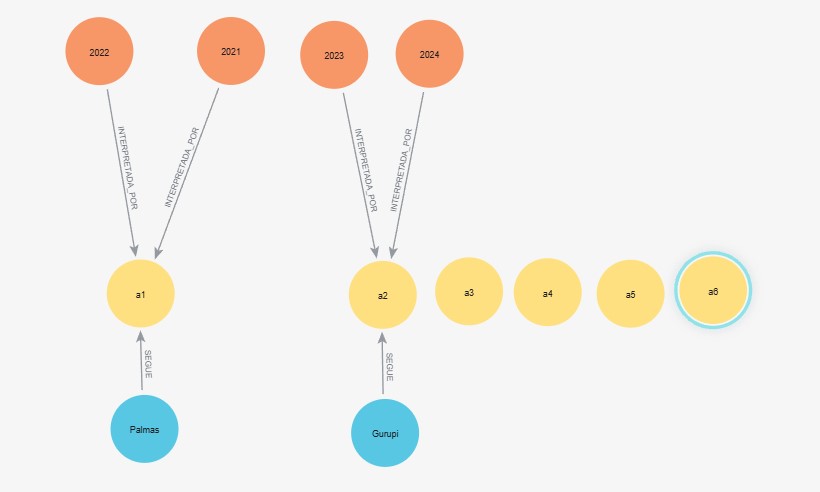 2022
2021
2023
2024
INTERPRETADA_POR
INTERPRETADA_POR
INTERPRETADA_POR
INTERPRETADA_POR
a1
a2
a3
a4
a5
a6
SEGUE
SEGUE
Palmas
Gurupi